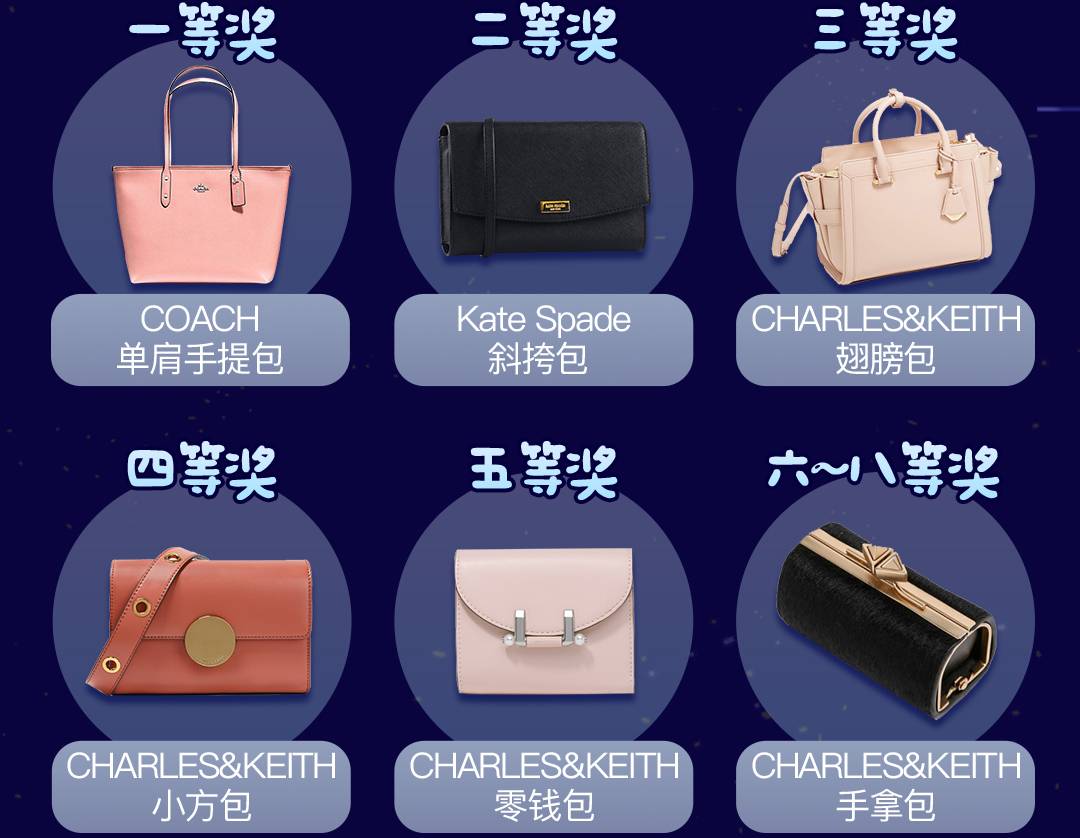 一等奖
二等奖
三等奖
COACH
单肩手提包
Kate Spade
斜挎包
CHARLES&KEITH
翅膀包
四等奖
五等奖
六~八等奖
CHARLES&KEITH
小方包
CHARLES&KEITH
零钱包
CHARLES&KEITH
手拿包